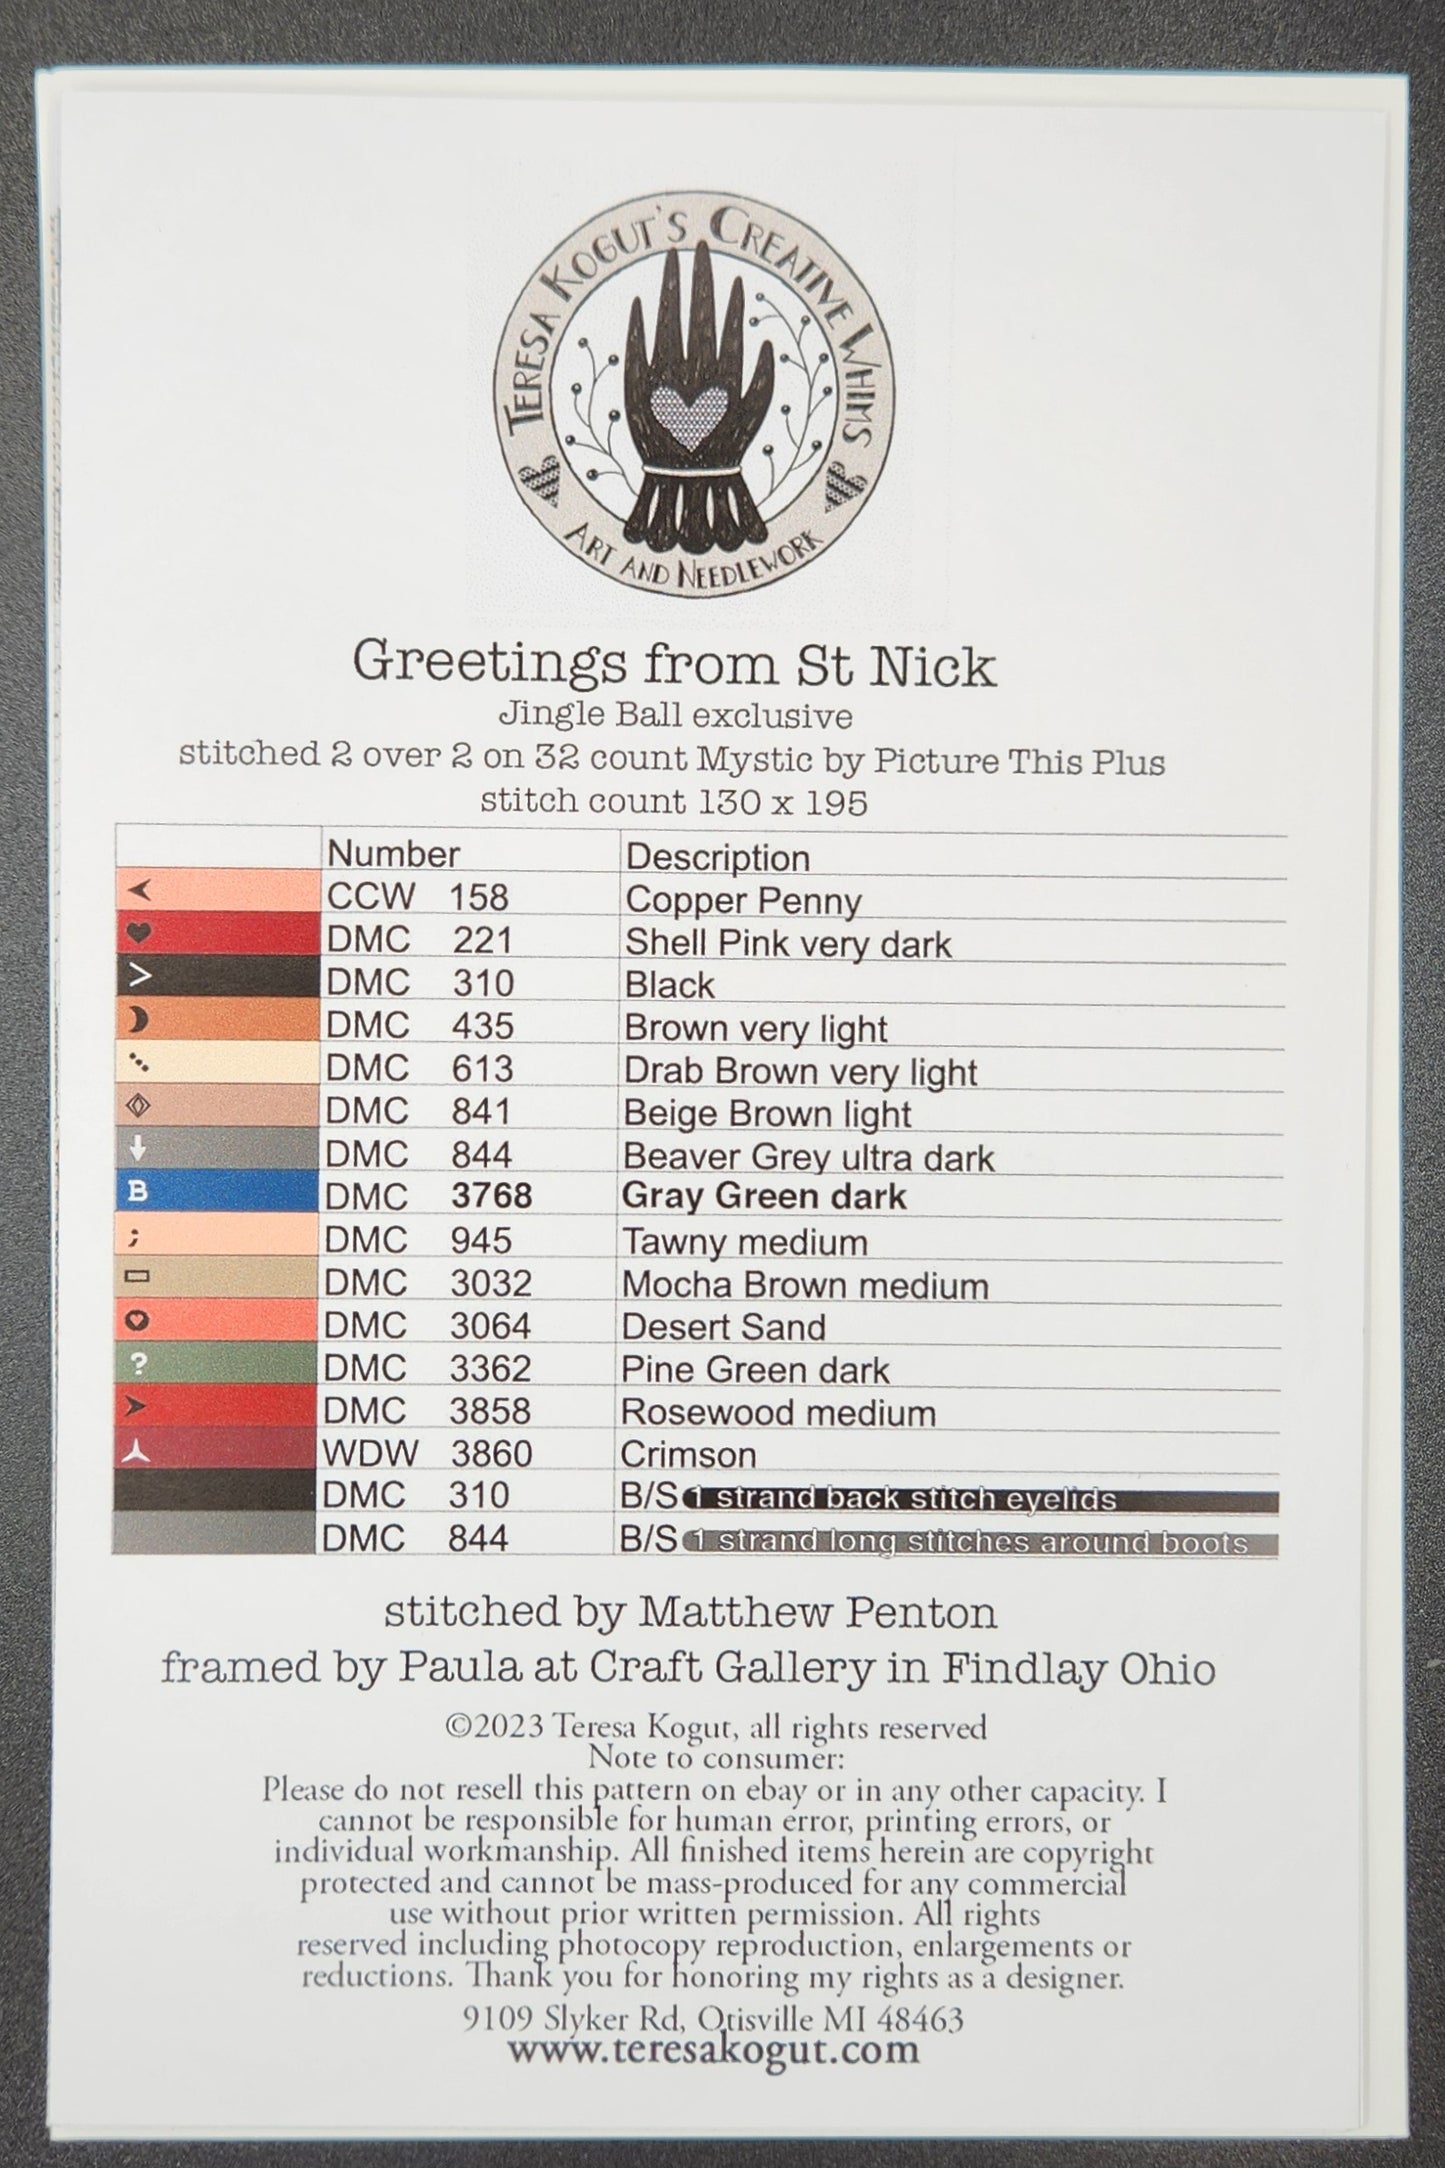 TERESA KOGUT'S CREATIVE WHIMS
ART AND NEEDLEWORK
Greetings from St Nick
Jingle Ball exclusive
stitched 2 over 2 on 32 count Mystic by Picture This Plus
stitch count 130 x 195
Number Description
CCW 158 Copper Penny
DMC 221 Shell Pink very dark
> DMC 310 Black
DMC 435 Brown very light
DMC 613 Drab Brown very light
DMC 841 Beige Brown light
DMC 844 Beaver Grey ultra dark
B DMC 3768 Gray Green dark
; DMC 945 Tawny medium
DMC 3032 Mocha Brown medium
DMC 3064 Desert Sand
? DMC 3362 Pine Green dark
DMC 3858 Rosewood medium
WDW 3860 Crimson
DMC 310 B/S 1 strand back stitch eyelids
DMC 844 B/S 1 strand long stitches around boots
stitched by Matthew Penton
framed by Paula at Craft Gallery in Findlay Ohio
©2023 Teresa Kogut, all rights reserved
Note to consumer:
Please do not resell this pattern on ebay or in any other capacity. I
cannot be responsible for human error, printing errors, or
individual workmanship. All finished items herein are copyright
protected and cannot be mass-produced for any commercial
use without prior written permission. All rights
reserved including photocopy reproduction, enlargements or
reductions. Thank you for honoring my rights as a designer.
9109 Slyker Rd, Otisville MI 48463
www.teresakogut.com